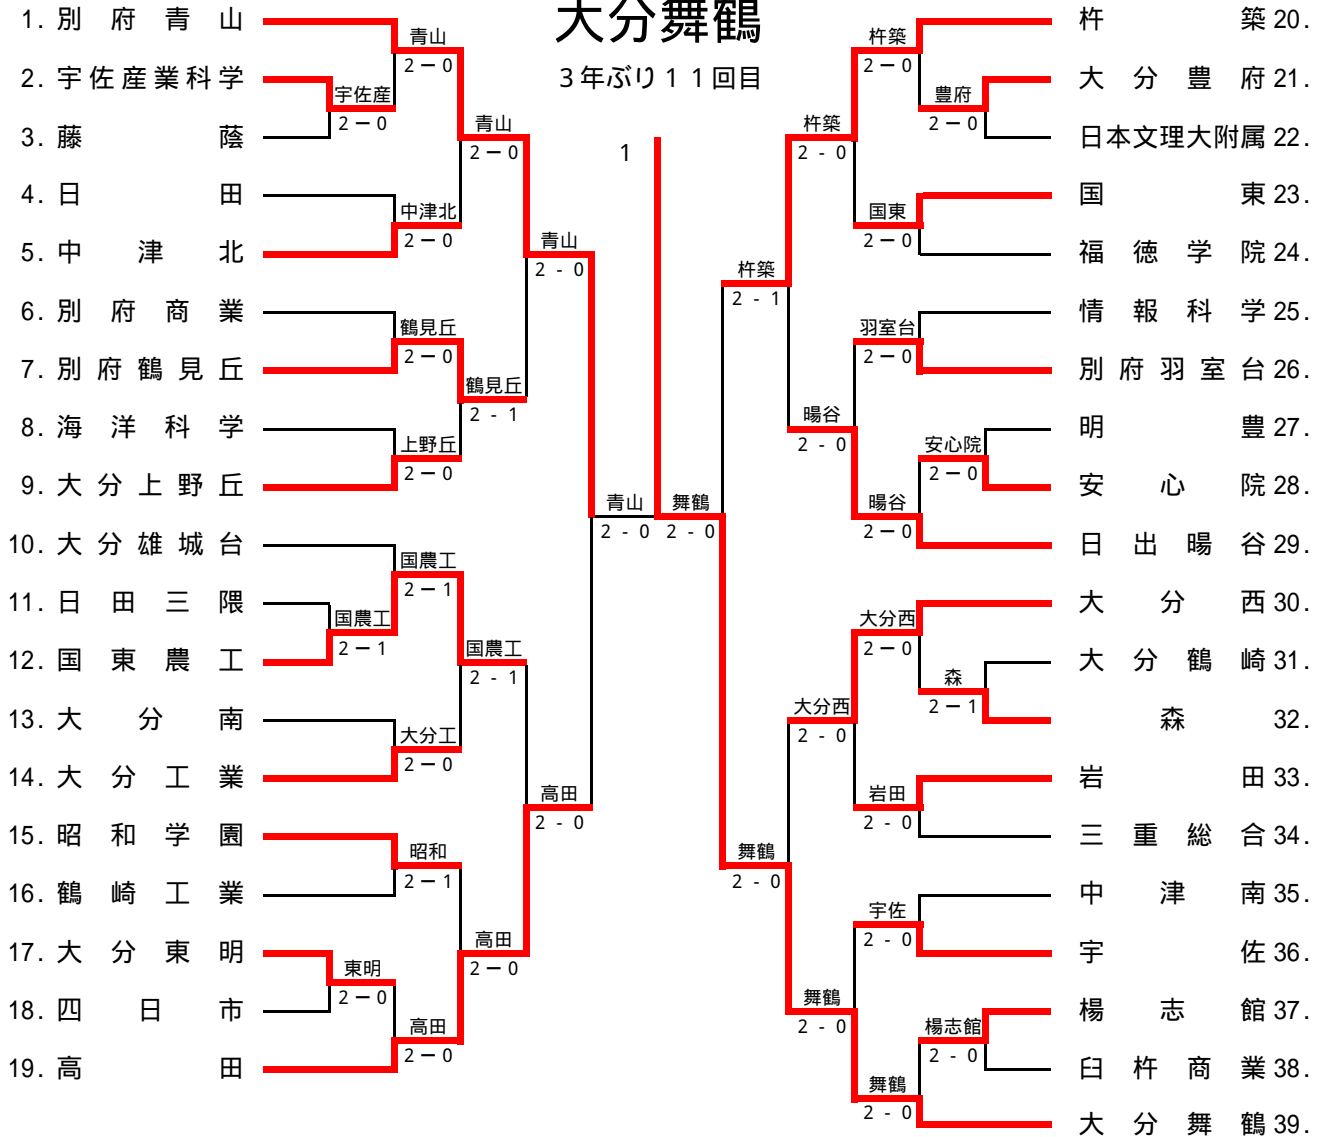 大分舞鶴
3年ぶり11回目
1
1. 別府青山
2. 宇佐産業科学
3. 藤蔭
4. 日田
5. 中津北
6. 別府商業
7. 別府鶴見丘
8. 海洋科学
9. 大分上野丘
10. 大分雄城台
11. 日田三隈
12. 国東農工
13. 大分南
14. 大分工業
15. 昭和学園
16. 鶴崎工業
17. 大分東明
18. 四日市
19. 高田
宇佐産
2－0
国農工
2－1
東明
2－0
青山
2－0
中津北
2－0
鶴見丘
2－0
上野丘
2－0
国農工
2－1
大分工
2－0
昭和
2－1
高田
2－0
青山
2－0
鶴見丘
2 - 1
国農工
2 - 1
高田
2－0
青山
2 - 0
高田
2 - 0
青山
2 - 0
舞鶴
2 - 0
杵築
2 - 1
舞鶴
2 - 0
杵築
2 - 0
暘谷
2 - 0
大分西
2 - 0
舞鶴
2 - 0
杵築
2－0
国東
2－0
羽室台
2－0
暘谷
2－0
大分西
2－0
岩田
2 - 0
宇佐
2 - 0
舞鶴
2 - 0
豊府
2－0
安心院
2－0
森
2－1
楊志館
2 - 0
杵築 20.
大分豊府 21.
日本文理大附属 22.
国東 23.
福徳学院 24.
情報科学 25.
別府羽室台 26.
明豊 27.
安心院 28.
日出暘谷 29.
大分西 30.
大分鶴崎 31.
森 32.
岩田 33.
三重総合 34.
中津南 35.
宇佐 36.
楊志館 37.
臼杵商業 38.
大分舞鶴 39.